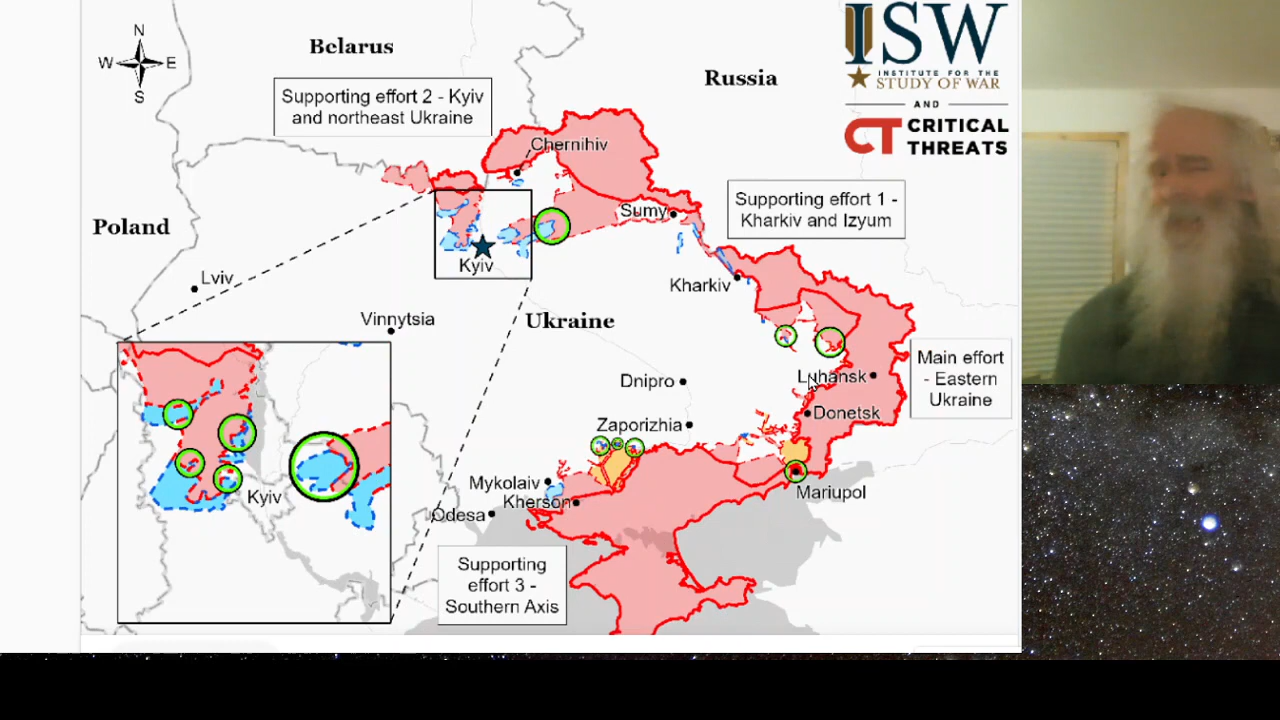 N
W E
S
Belarus
Russia
ISW
INSTITUTE FOR THE
STUDY OF WAR
AND
CT CRITICAL
THREATS
Supporting effort 2 - Kyiv
and northeast Ukraine
Chernihiv
Supporting effort 1 -
Kharkiv and Izyum
Sumy
Poland
Kyiv
Lviv
Kharkiv
Vinnytsia
Ukraine
Main effort
- Eastern
Ukraine
Luhansk
Dnipro
Donetsk
Zaporizhia
Mykolaiv
Mariupol
Kherson
Odesa
Kyiv
Supporting
effort 3 -
Southern Axis